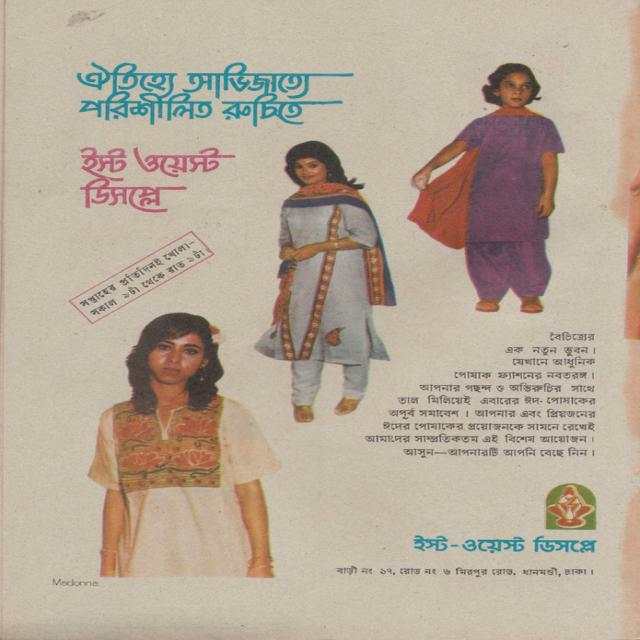 ঐতিহ্যে আভিজাত্যে
পরিশীলিত রুচিতে
ইস্ট ওয়েস্ট
ডিসপ্লে
সপ্তাহের প্রতিদিনই খোলা—
সকাল ৯টা থেকে রাত ৯টা
বৈচিত্র্যের
এক নতুন ভুবন।
যেখানে আধুনিক
পোষাক ফ্যাশনের নবতরঙ্গ।
আপনার পছন্দ ও অভিরুচির সাথে
তাল মিলিয়েই এবারের ঈদ-পোষাকের
অপূর্ব সমাবেশ। আপনার এবং প্রিয়জনের
ঈদের পোষাকের প্রয়োজনকে সামনে রেখেই
আমাদের সাম্প্রতিকতম এই বিশেষ আয়োজন।
আসুন—আপনারটি আপনি বেছে নিন।
ইস্ট-ওয়েস্ট ডিসপ্লে
বাড়ী নং ১৭, রোড নং ৬ মিরপুর রোড, ধানমন্ডী, ঢাকা।
Madonna